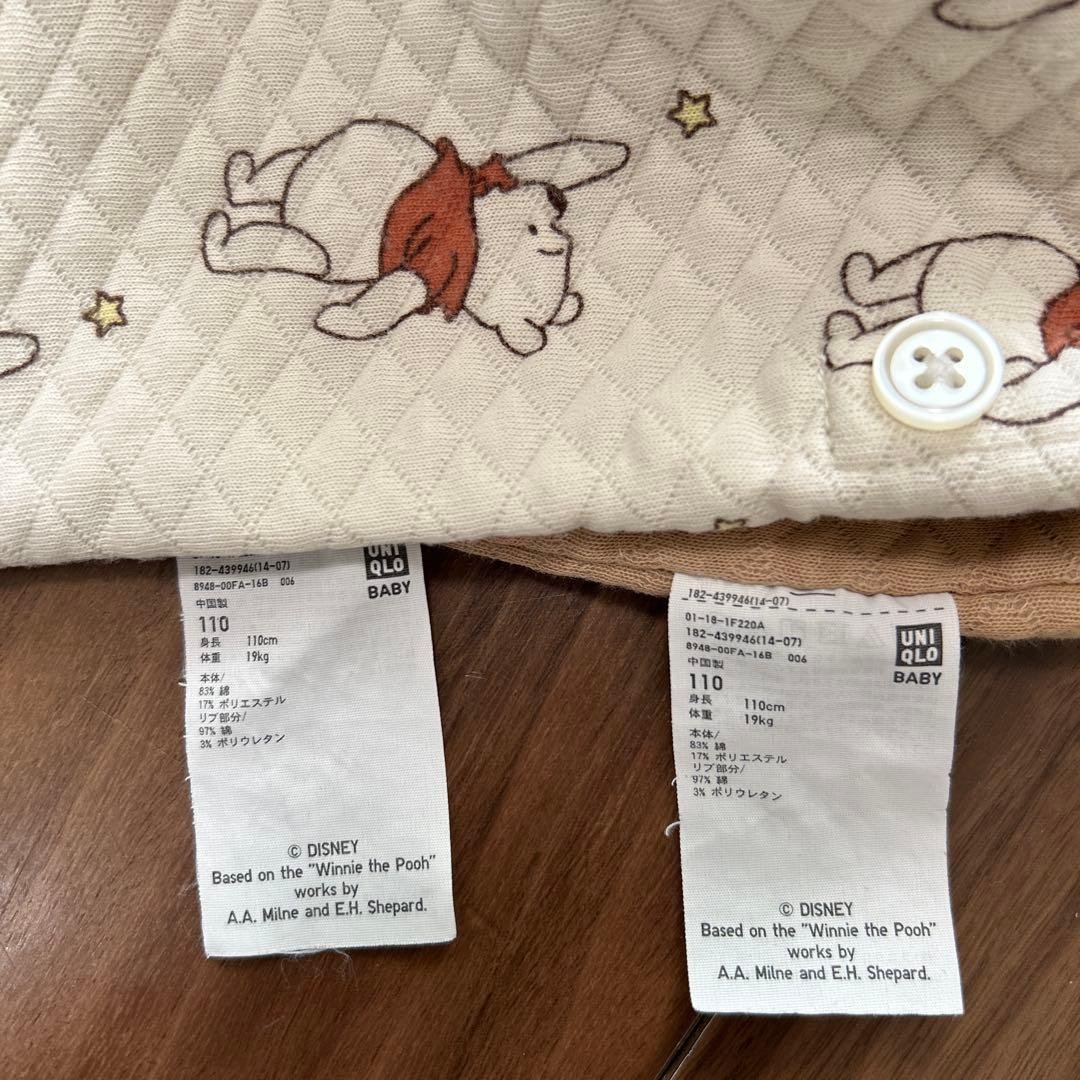 UNI
QLO
BABY
182-439946(14-07)
8948-00FA-16B 006
中国製
110
身長 110cm
体重 19kg
本体/
83% 綿
17% ポリエステル
リブ部分/
97% 綿
3% ポリウレタン
© DISNEY
Based on the "Winnie the Pooh"
works by
A.A. Milne and E.H. Shepard.
182-439946(14-07)
01-18-1F220A
182-439946(14-07)
8948-00FA-16B 006
UNI
QLO
BABY
中国製
110
身長 110cm
体重 19kg
本体/
83% 綿
17% ポリエステル
リブ部分/
97% 綿
3% ポリウレタン
© DISNEY
Based on the "Winnie the Pooh"
works by
A.A. Milne and E.H. Shepard.